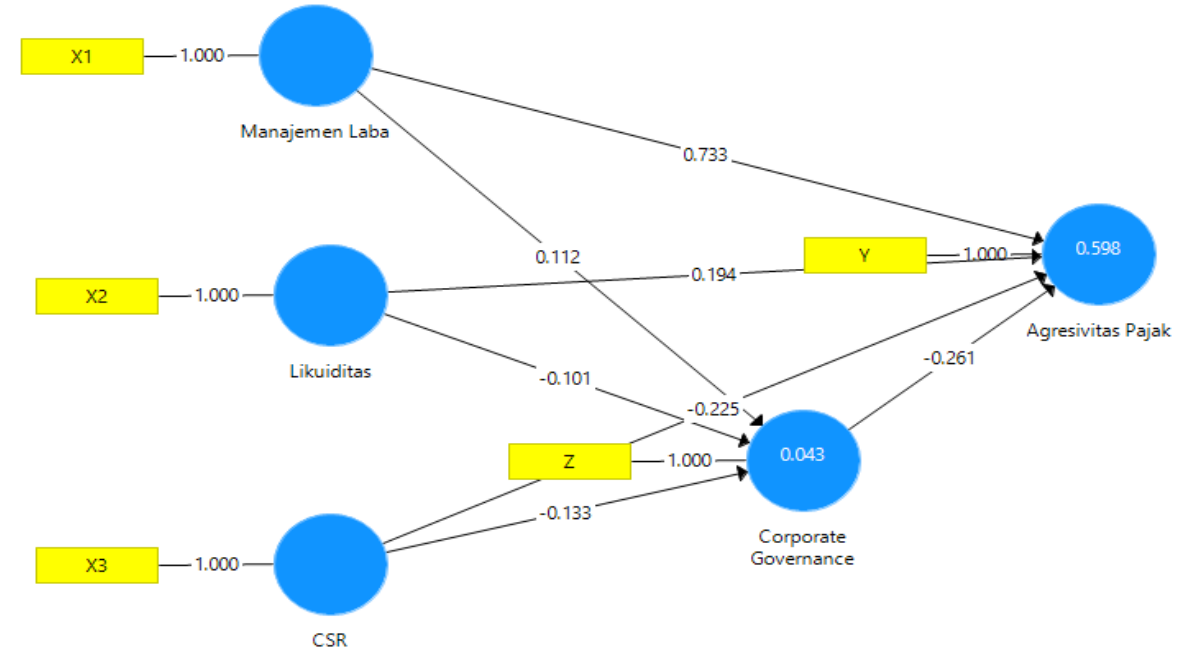 X1
1.000
Manajemen Laba
0.733
0.112
Y
1.000
0.598
X2
1.000
0.194
Agresivitas Pajak
Likuiditas
-0.101
-0.261
-0.225
Z
1.000
0.043
-0.133
Corporate
Governance
X3
1.000
CSR